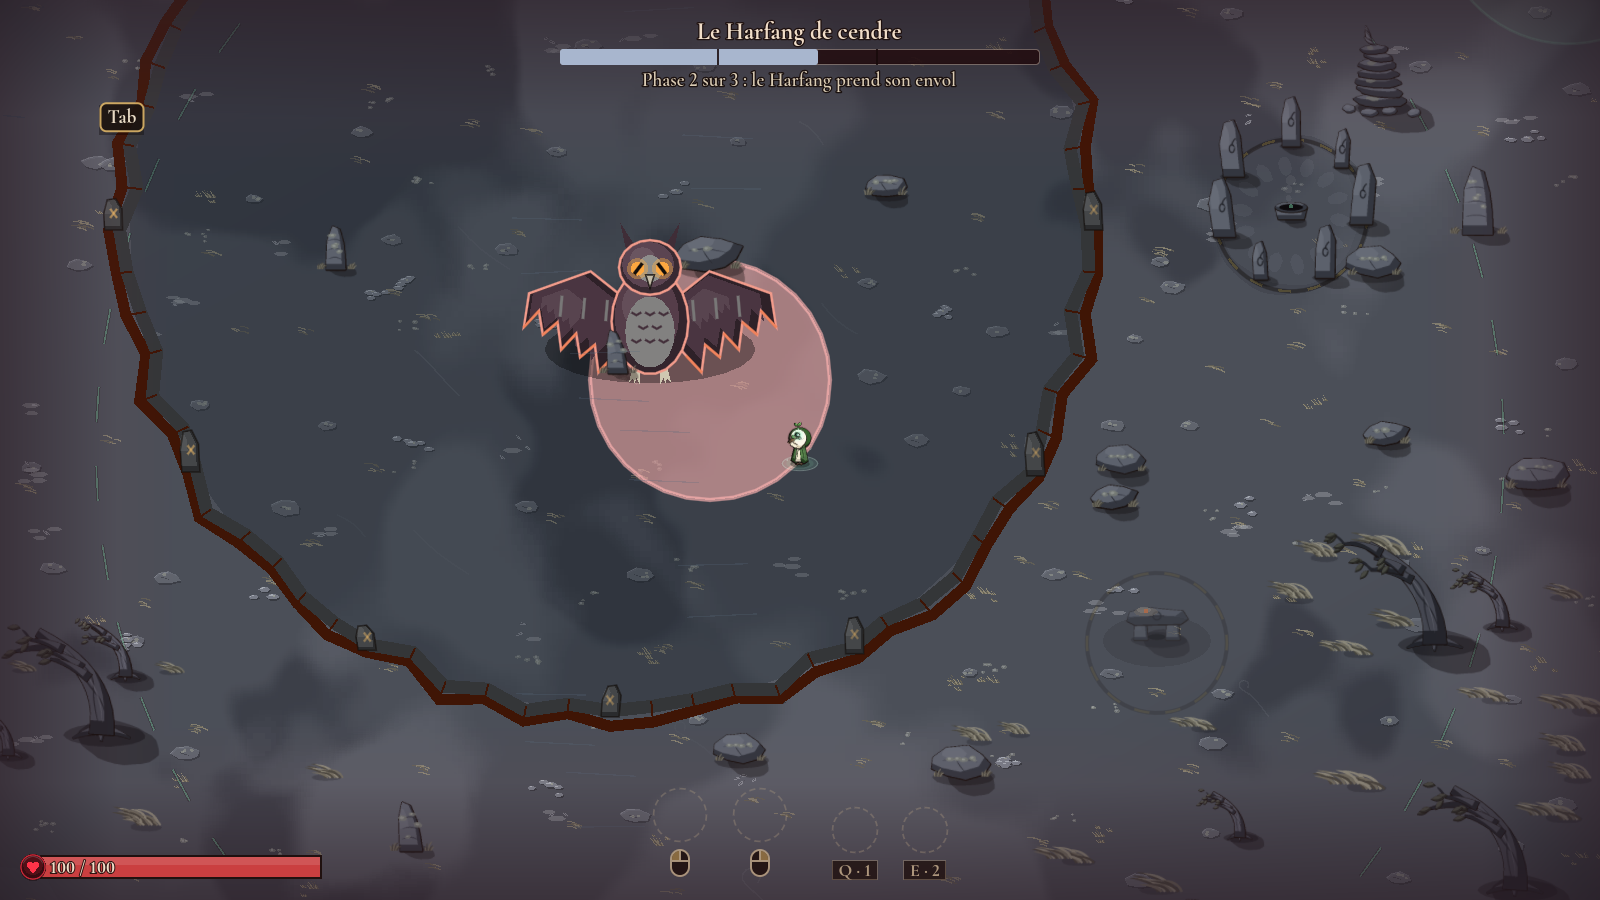 Le Harfang de cendre
Phase 2 sur 3 : le Harfang prend son envol
Tab
100 / 100
Q · 1
E · 2